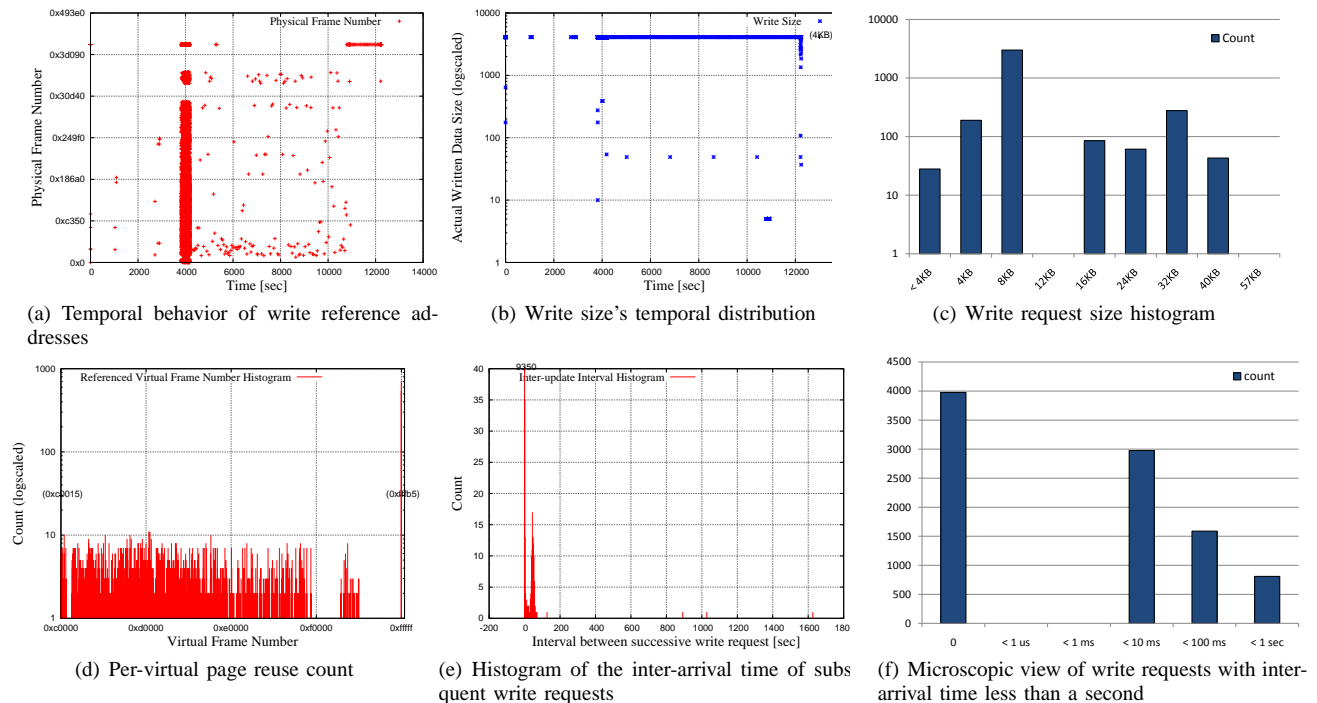 0x493e0
0x3d090
0x30d40
0x249f0
0x186a0
0xc350
0x0
Physical Frame Number
Physical Frame Number
0 2000 4000 6000 8000 10000 12000 14000
Time [sec]
(a) Temporal behavior of write reference ad-
dresses
10000
1000
100
10
1
Actual Written Data Size (logscaled)
Write Size
(4KB)
0 2000 4000 6000 8000 10000 12000
Time [sec]
(b) Write size's temporal distribution
10000
1000
100
10
1
Count
< 4KB 4KB 8KB 12KB 16KB 24KB 32KB 40KB 57KB
(c) Write request size histogram
1000
100
10
1
Count (logscaled)
Referenced Virtual Frame Number Histogram
(0xc0015)
(0xfffb5)
0xc0000 0xd0000 0xe0000 0xf0000 0xfffff
Virtual Frame Number
(d) Per-virtual page reuse count
40
35
30
25
20
15
10
5
0
Count
9350
Inter-update Interval Histogram
-200 0 200 400 600 800 1000 1200 1400 1600 180
Interval between successive write request [sec]
(e) Histogram of the inter-arrival time of subs
quent write requests
4500
4000
3500
3000
2500
2000
1500
1000
500
0
count
0 < 1 us < 1 ms < 10 ms < 100 ms < 1 sec
(f) Microscopic view of write requests with inter-
arrival time less than a second